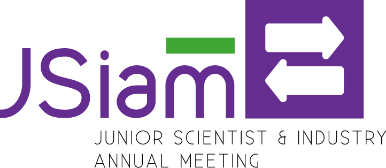 JSiam
JUNIOR SCIENTIST & INDUSTRY
ANNUAL MEETING